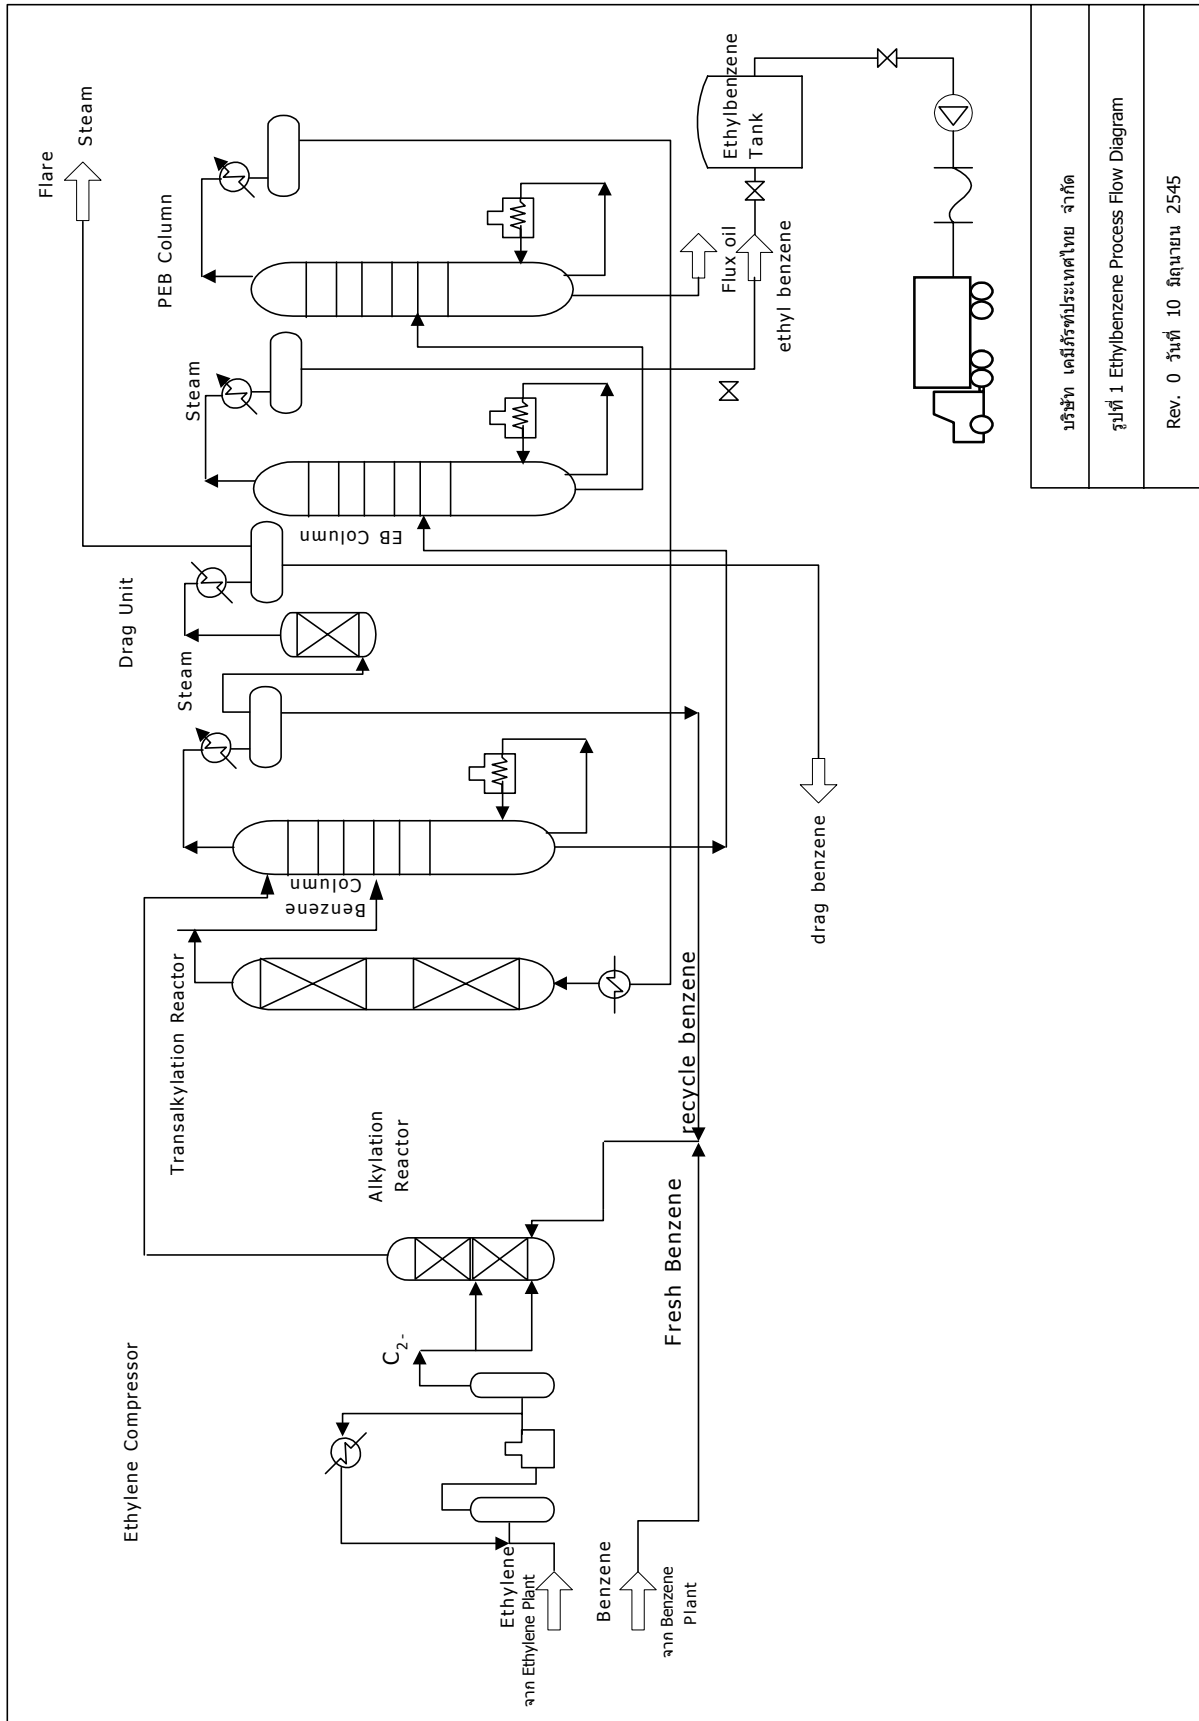 Flare
Steam
PEB Column
Steam
EB Column
Drag Unit
Steam
Benzene
Column
Transalkylation Reactor
Alkylation
Reactor
Ethylene Compressor
C2-
Ethylene
จาก Ethylene Plant
Benzene
จาก Benzene
Plant
Fresh Benzene
recycle benzene
drag benzene
Flux oil
ethyl benzene
Ethylbenzene
Tank
บริษัท เคมีภัรฑ์ประเทศไทย จำกัด
รูปที่ 1 Ethylbenzene Process Flow Diagram
Rev. 0 วันที่ 10 มิถุนายน 2545